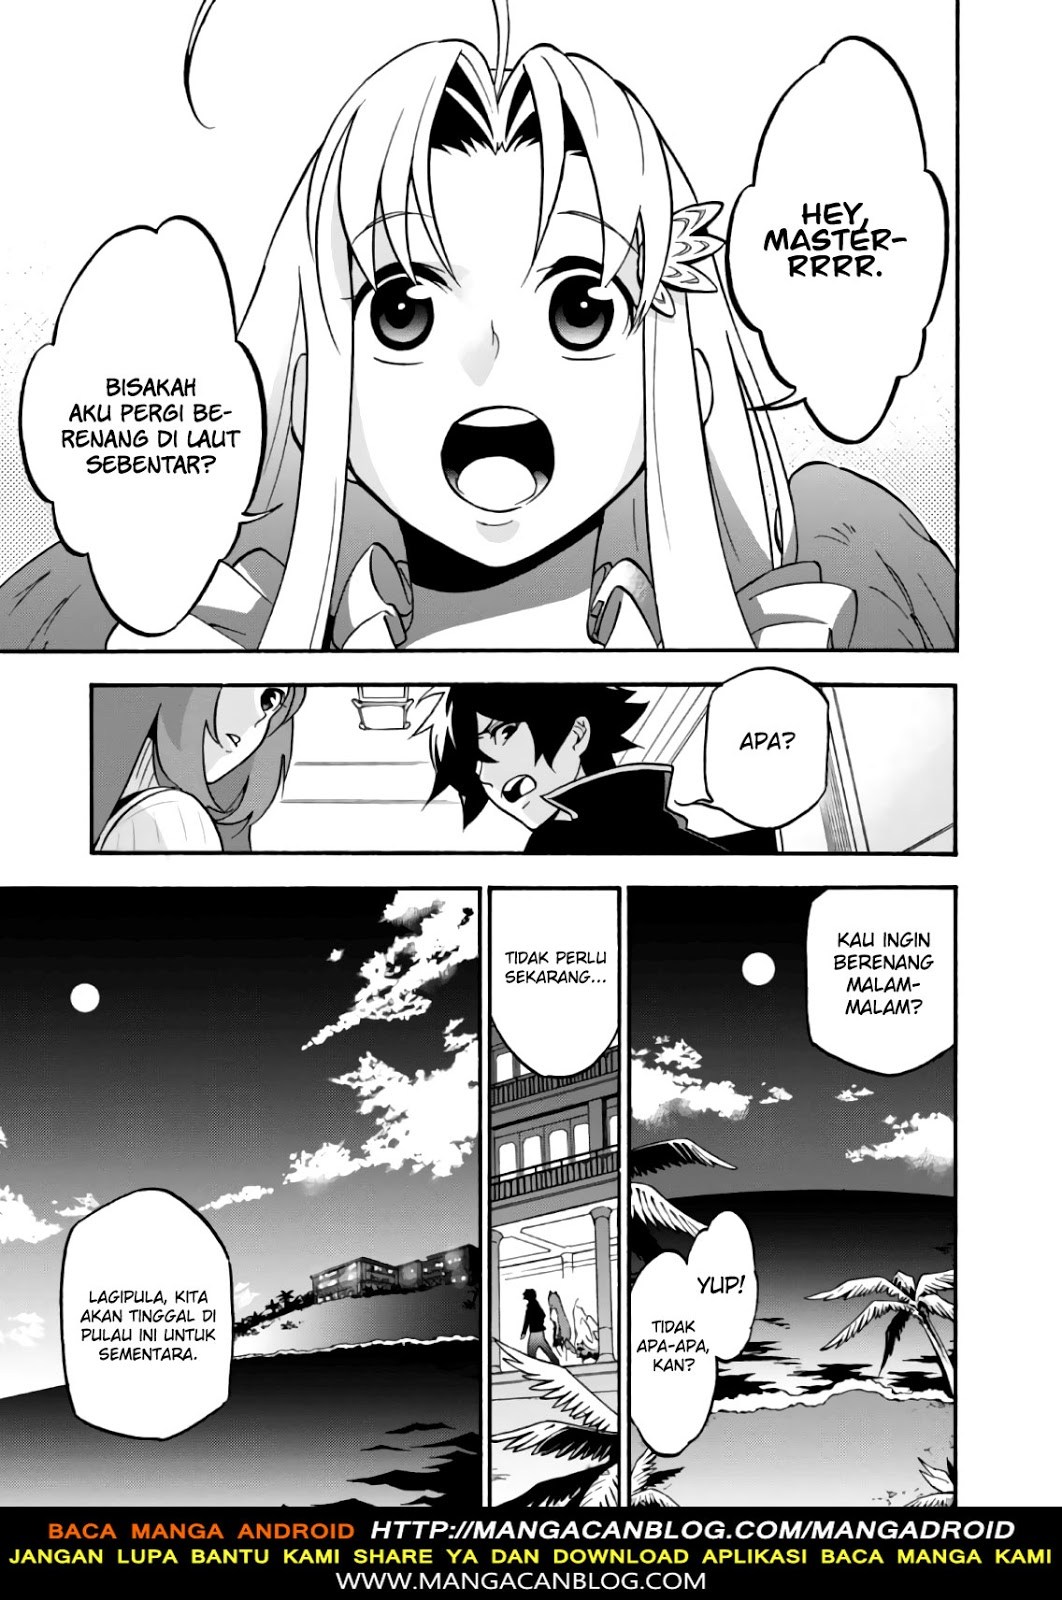 HEY,
MASTER-
RRRR.
BISAKAH
AKU PERGI BE-
RENANG DI LAUT
SEBENTAR?
APA?
KAU INGIN
BERENANG
MALAM-
MALAM?
YUP!
TIDAK
APA-APA,
KAN?
TIDAK PERLU
SEKARANG...
LAGIPULA, KITA
AKAN TINGGAL DI
PULAU INI UNTUK
SEMENTARA.
BACA MANGA ANDROID HTTP://MANGACANBLOG.COM/MANGADROID
JANGAN LUPA BANTU KAMI SHARE YA DAN DOWNLOAD APLIKASI BACA MANGA KAMI
WWW.MANGACANBLOG.COM